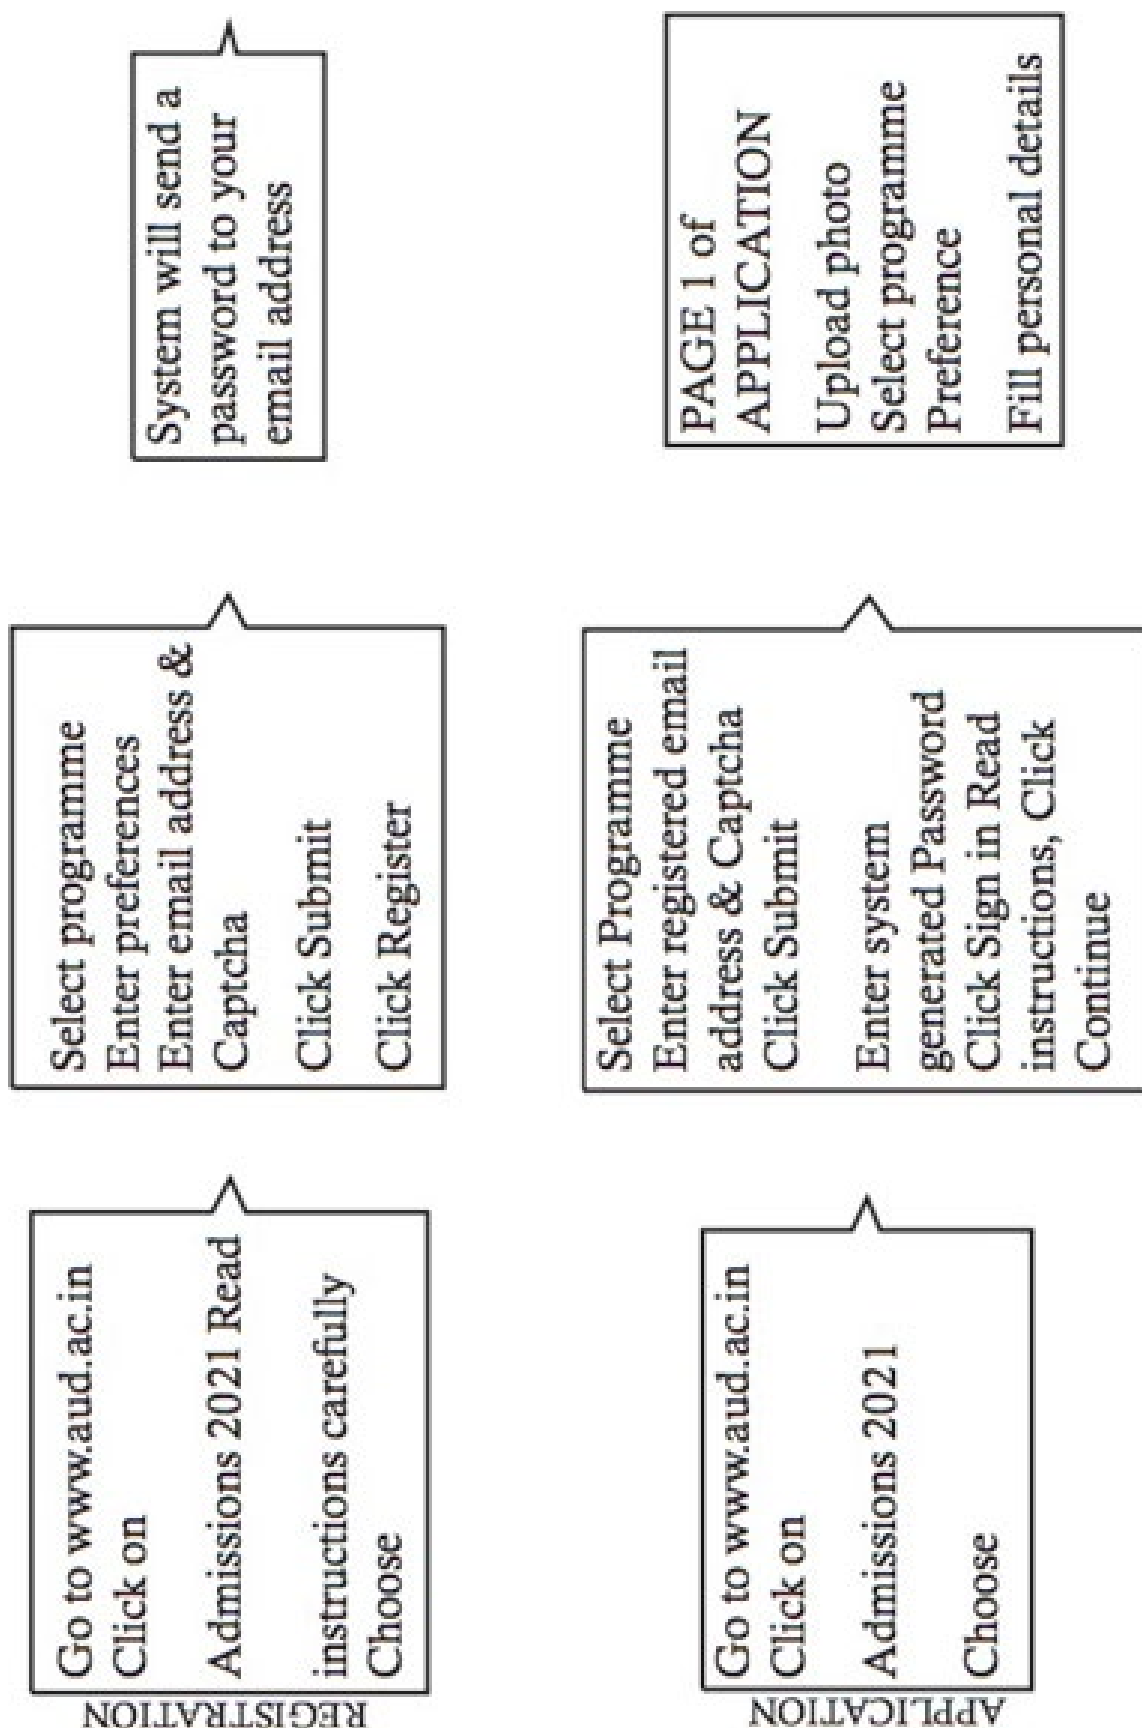 REGISTRATION
Go to www.aud.ac.in
Click on
Admissions 2021 Read
instructions carefully
Choose
Select programme
Enter preferences
Enter email address &
Captcha
Click Submit
Click Register
System will send a
password to your
email address
APPLICATION
Go to www.aud.ac.in
Click on
Admissions 2021
Choose
Select Programme
Enter registered email
address & Captcha
Click Submit
Enter system
generated Password
Click Sign in Read
instructions, Click
Continue
PAGE 1 of
APPLICATION
Upload photo
Select programme
Preference
Fill personal details